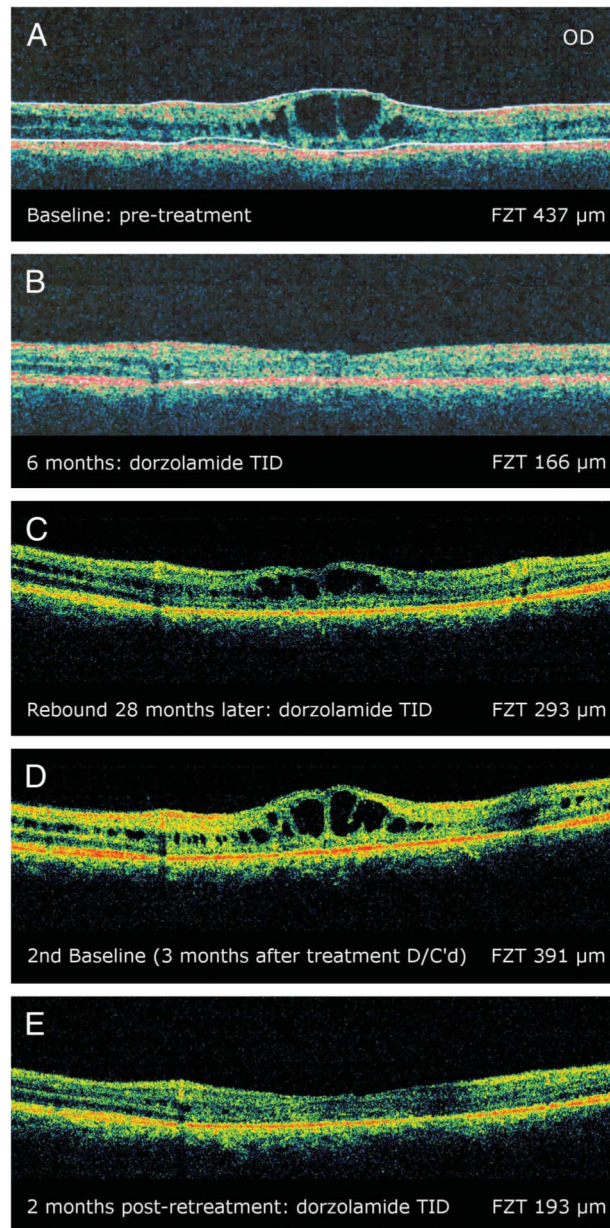 A
OD
Baseline: pre-treatment FZT 437 µm
B
6 months: dorzolamide TID FZT 166 µm
C
Rebound 28 months later: dorzolamide TID FZT 293 µm
D
2nd Baseline (3 months after treatment D/C'd) FZT 391 µm
E
2 months post-retreatment: dorzolamide TID FZT 193 µm